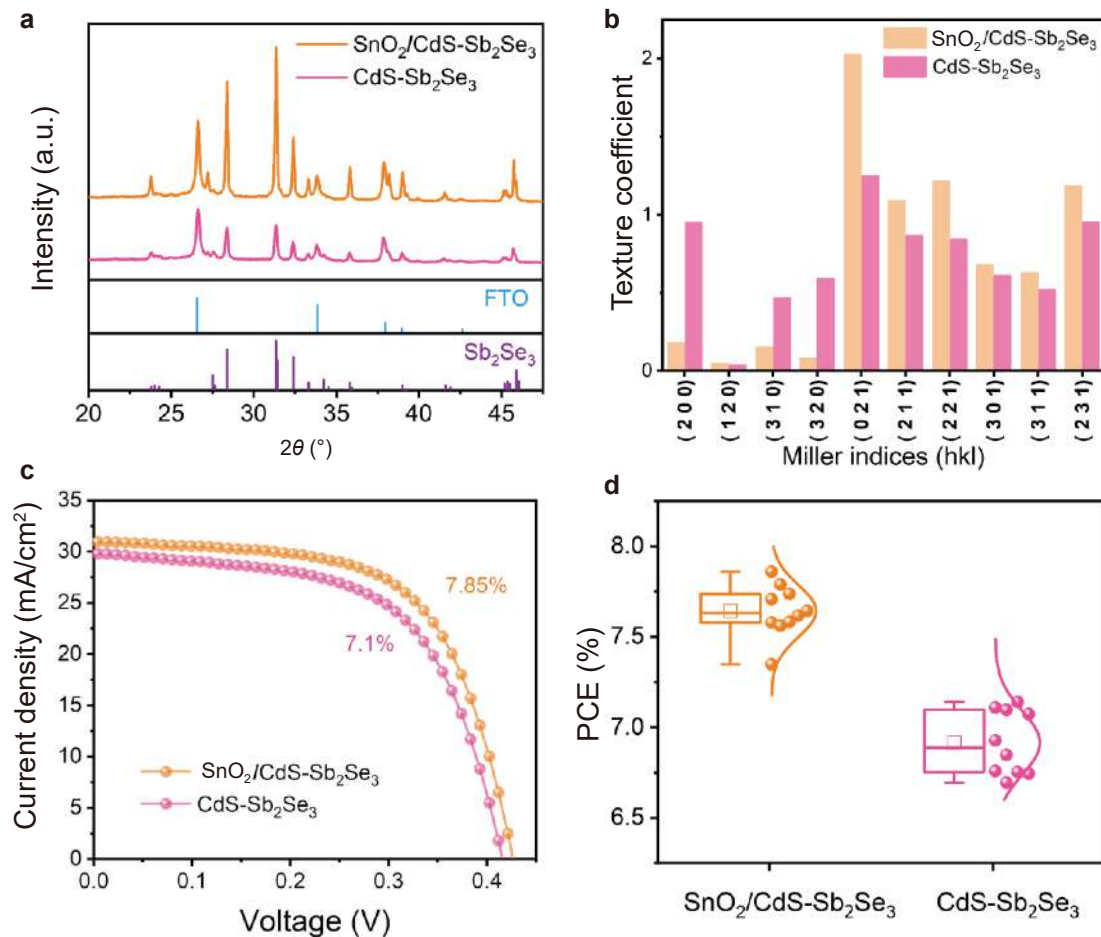 a
SnO₂/CdS-Sb₂Se₃
CdS-Sb₂Se₃
FTO
Sb₂Se₃
Intensity (a.u.)
20 25 30 35 40 45
2θ (°)
b
SnO₂/CdS-Sb₂Se₃
CdS-Sb₂Se₃
Texture coefficient
2
1
0
(2 0 0) (1 2 0) (3 1 0) (3 2 0) (0 2 1) (2 1 1) (2 2 1) (3 0 1) (3 1 1) (2 3 1)
Miller indices (hkl)
c
Current density (mA/cm²)
35
30
25
20
15
10
5
0
7.85%
7.1%
SnO₂/CdS-Sb₂Se₃
CdS-Sb₂Se₃
0.0 0.1 0.2 0.3 0.4
Voltage (V)
d
PCE (%)
8.0
7.5
7.0
6.5
SnO₂/CdS-Sb₂Se₃ CdS-Sb₂Se₃